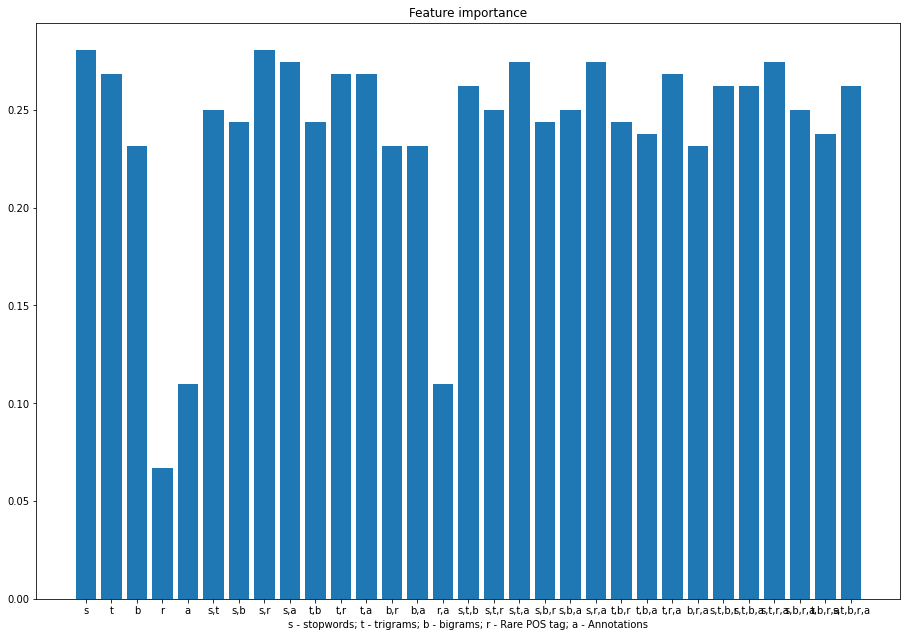 Feature importance
0.25
0.20
0.15
0.10
0.05
0.00
s t b r a s,t s,b s,r s,a t,b t,r t,a b,r b,a r,a s,t,b s,t,r s,t,a s,b,r s,b,a s,r,a t,b,r t,b,a t,r,a b,r,a s,t,b,r s,t,b,a s,t,r,a s,b,r,a t,b,r,a s,t,b,r,a
s - stopwords; t - trigrams; b - bigrams; r - Rare POS tag; a - Annotations